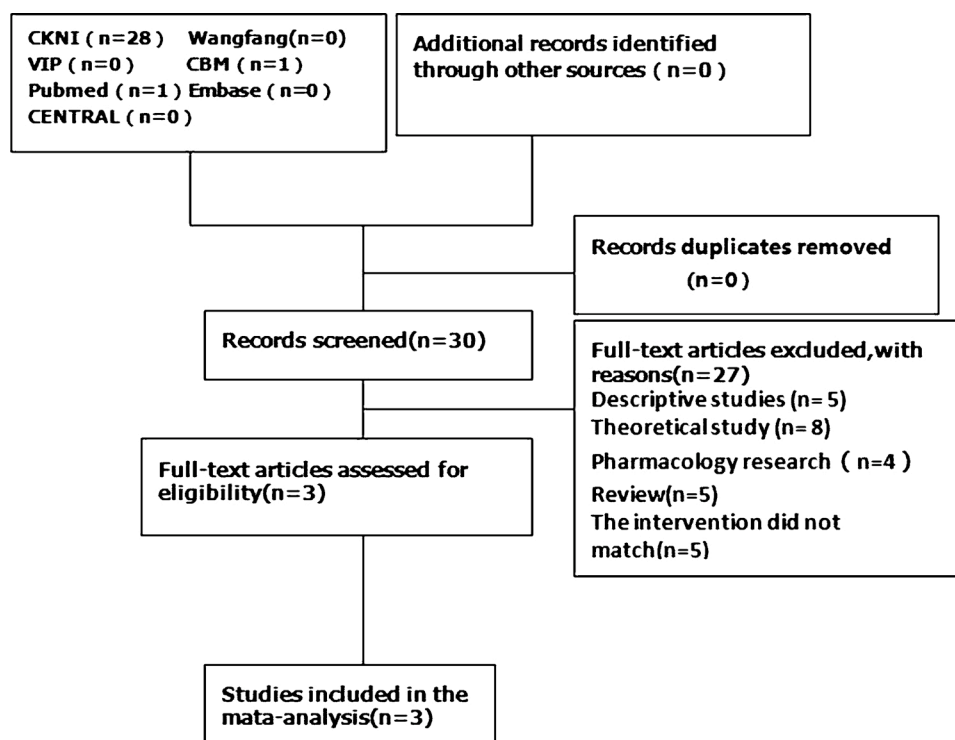 CKNI ( n=28 ) Wangfang(n=0)
VIP ( n=0 ) CBM ( n=1 )
Pubmed ( n=1 ) Embase ( n=0 )
CENTRAL ( n=0 )
Additional records identified
through other sources ( n=0 )
Records duplicates removed
(n=0 )
Records screened(n=30)
Full-text articles excluded,with
reasons(n=27)
Descriptive studies (n= 5)
Theoretical study (n= 8)
Pharmacology research ( n=4 )
Review(n=5)
The intervention did not
match(n=5)
Full-text articles assessed for
eligibility(n=3)
Studies included in the
mata-analysis(n=3)